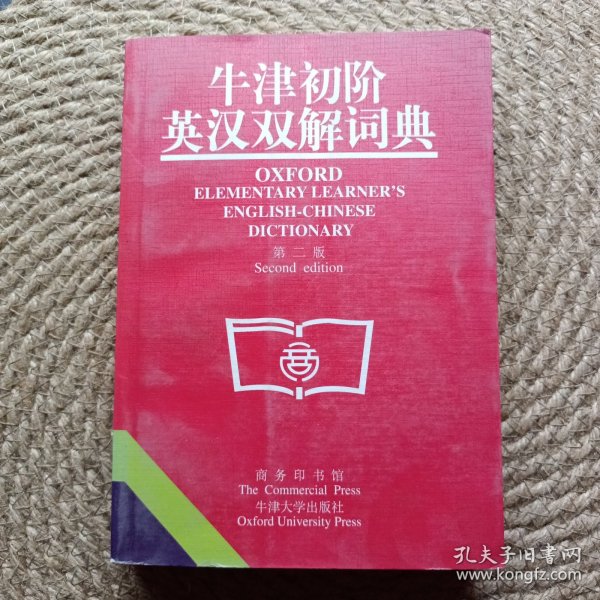 牛津初阶
英汉双解词典
OXFORD
ELEMENTARY LEARNER'S
ENGLISH-CHINESE
DICTIONARY
第二版
Second edition
商务印书馆
The Commercial Press
牛津大学出版社
Oxford University Press
孔夫子旧书网
www.kongfz.com